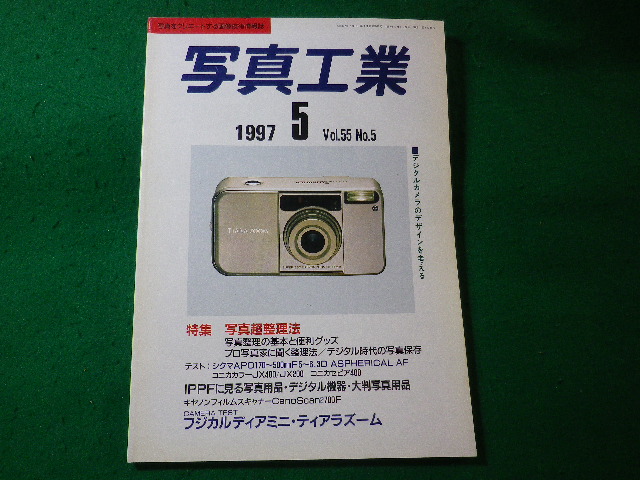 写真工業
1997 5 Vol.55 No.5
■デジタルカメラのデザインを考える
特集 写真超整理法
写真整理の基本と便利グッズ
プロ写真家に聞く整理法/デジタル時代の写真保存
テスト:シグマAPO170〜500mmF5〜6.3D ASPHERICAL AF
コニカカラーJX400/JX200 コニカセピア400
IPPFに見る写真用品・デジタル機器・大判写真用品
キヤノンフィルムスキャナーCanoScan2700F
CAMERA TEST
フジカルディアミニ・ティアラズーム